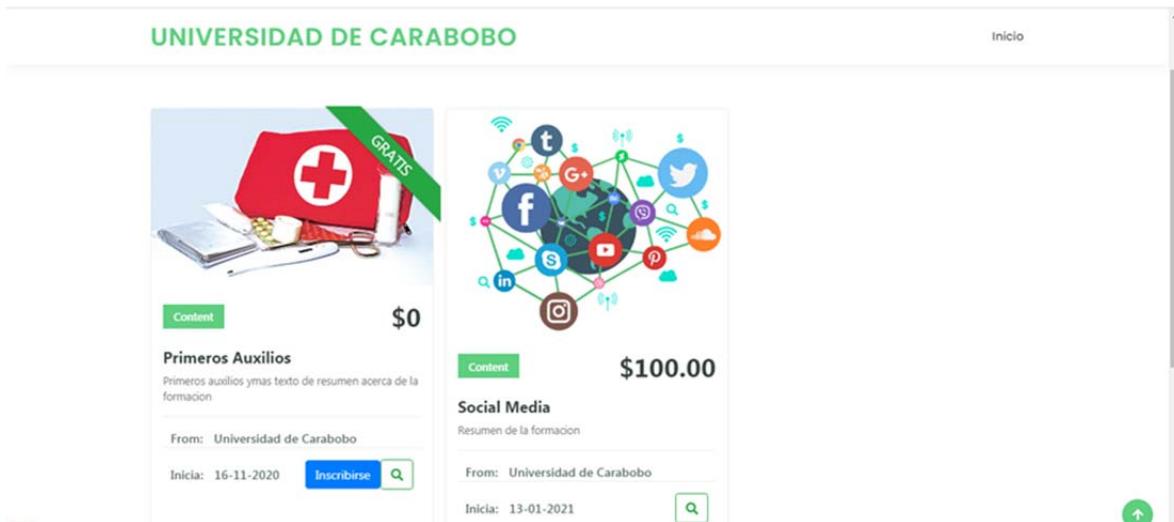 UNIVERSIDAD DE CARABOBO
Inicio
GRATIS
Content
$0
Primeros Auxilios
Primeros auxilios ymas texto de resumen acerca de la
formacion
From: Universidad de Carabobo
Inicia: 16-11-2020
Inscribirse
Content
$100.00
Social Media
Resumen de la formacion
From: Universidad de Carabobo
Inicia: 13-01-2021